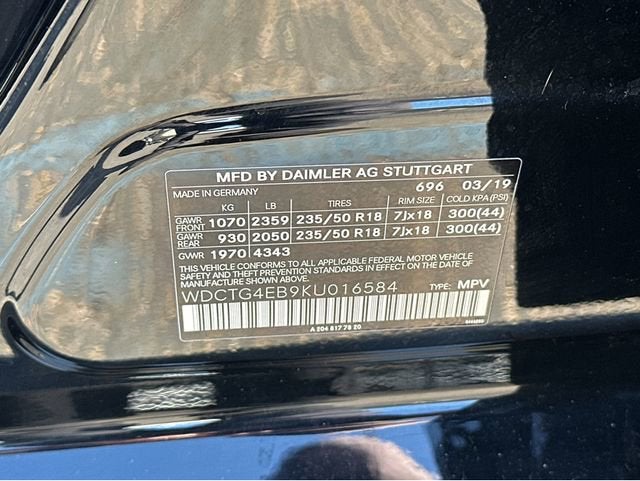 MFD BY DAIMLER AG STUTTGART
MADE IN GERMANY 696 03/19
KG LB TIRES RIM SIZE COLD KPA(PSI)
GAWR FRONT 1070 2359 235/50 R18 7Jx18 300(44)
GAWR REAR 930 2050 235/50 R18 7Jx18 300(44)
GVWR 1970 4343
THIS VEHICLE CONFORMS TO ALL APPLICABLE FEDERAL MOTOR VEHICLE
SAFETY AND THEFT PREVENTION STANDARDS IN EFFECT ON THE DATE OF
MANUFACTURE SHOWN ABOVE.
WDCTG4EB9KU016584 TYPE: MPV
A 204 817 78 20